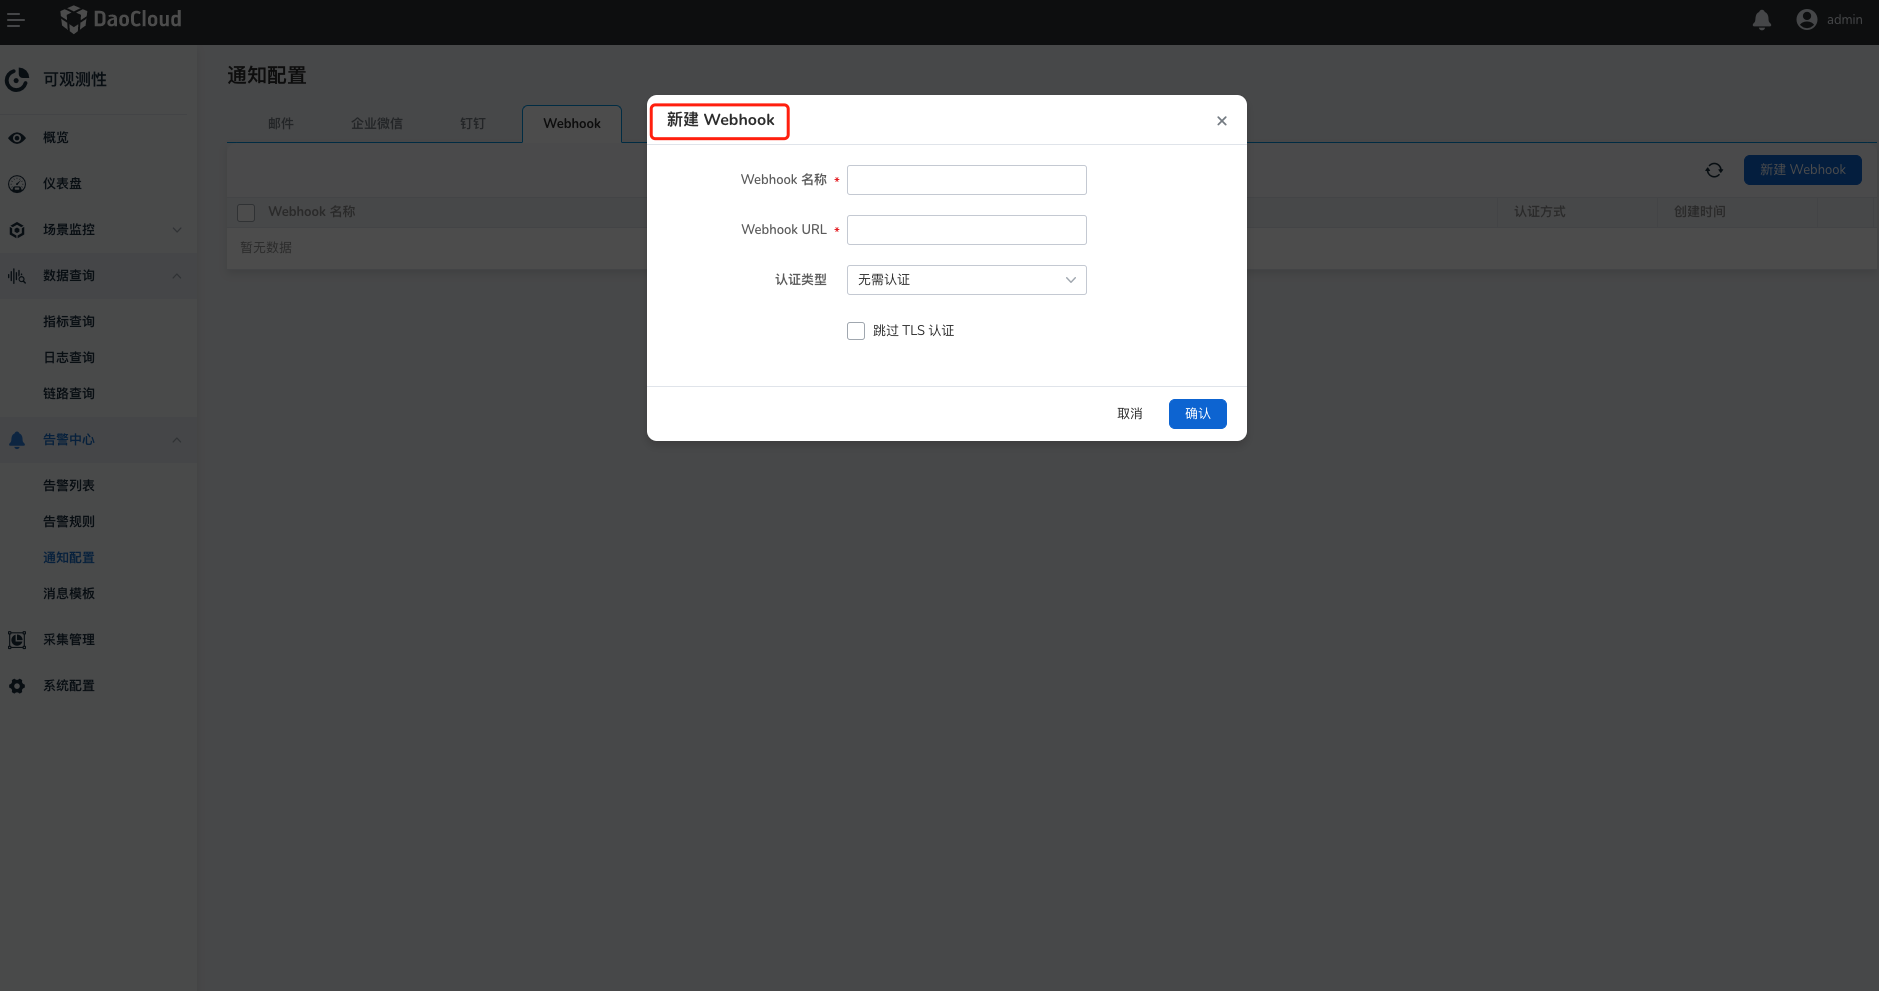 DaoCloud
admin
可观测性
概览
仪表盘
场景监控
数据查询
指标查询
日志查询
链路查询
告警中心
告警列表
告警规则
通知配置
消息模板
采集管理
系统配置
通知配置
邮件 企业微信 钉钉 Webhook
新建 Webhook
Webhook 名称 认证方式 创建时间
暂无数据
新建 Webhook
Webhook 名称 *
Webhook URL *
认证类型 无需认证
跳过 TLS 认证
取消 确认